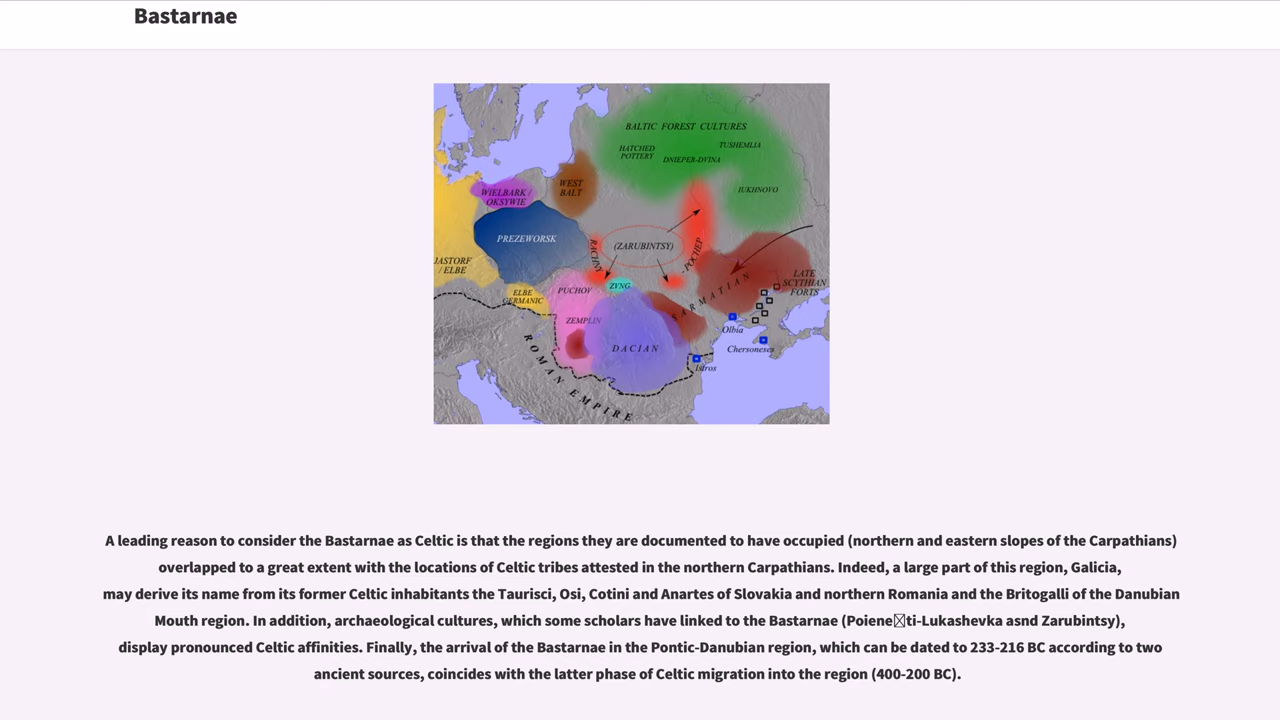 Bastarnae
BALTIC FOREST CULTURES
TUSHEMLIA
HATCHED
POTTERY
DNIEPER-DVINA
WEST
BALT
IUKHNOVO
WIELBARK /
OKSYWIE
PREZEWORSK
RACHNY
(ZARUBINTSY)
- POCHEP
JASTORF
/ ELBE
ELBE
GERMANIC
PUCHOV
ZVNG
SARMATIAN
LATE
SCYTHIAN
FORTS
ZEMPLIN
DACIAN
Olbia
Chersoneses
Istros
ROMAN EMPIRE
A leading reason to consider the Bastarnae as Celtic is that the regions they are documented to have occupied (northern and eastern slopes of the Carpathians)
overlapped to a great extent with the locations of Celtic tribes attested in the northern Carpathians. Indeed, a large part of this region, Galicia,
may derive its name from its former Celtic inhabitants the Taurisci, Osi, Cotini and Anartes of Slovakia and northern Romania and the Britogalli of the Danubian
Mouth region. In addition, archaeological cultures, which some scholars have linked to the Bastarnae (Poiene􏿿ti-Lukashevka asnd Zarubintsy),
display pronounced Celtic affinities. Finally, the arrival of the Bastarnae in the Pontic-Danubian region, which can be dated to 233-216 BC according to two
ancient sources, coincides with the latter phase of Celtic migration into the region (400-200 BC).